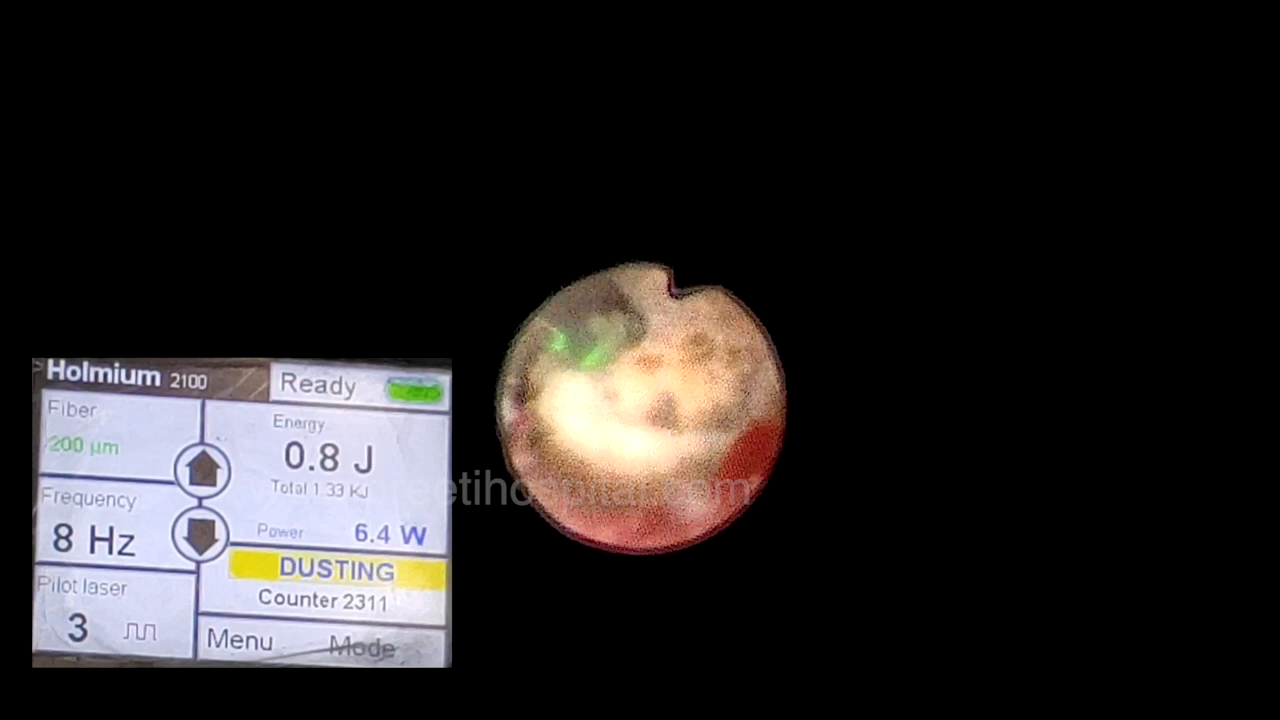 Holmium 2100
Ready
Fiber
200 µm
Energy
0.8 J
Total 1.33 KJ
Frequency
8 Hz
Power 6.4 W
DUSTING
Counter 2311
Pilot laser
3
Menu
Mode